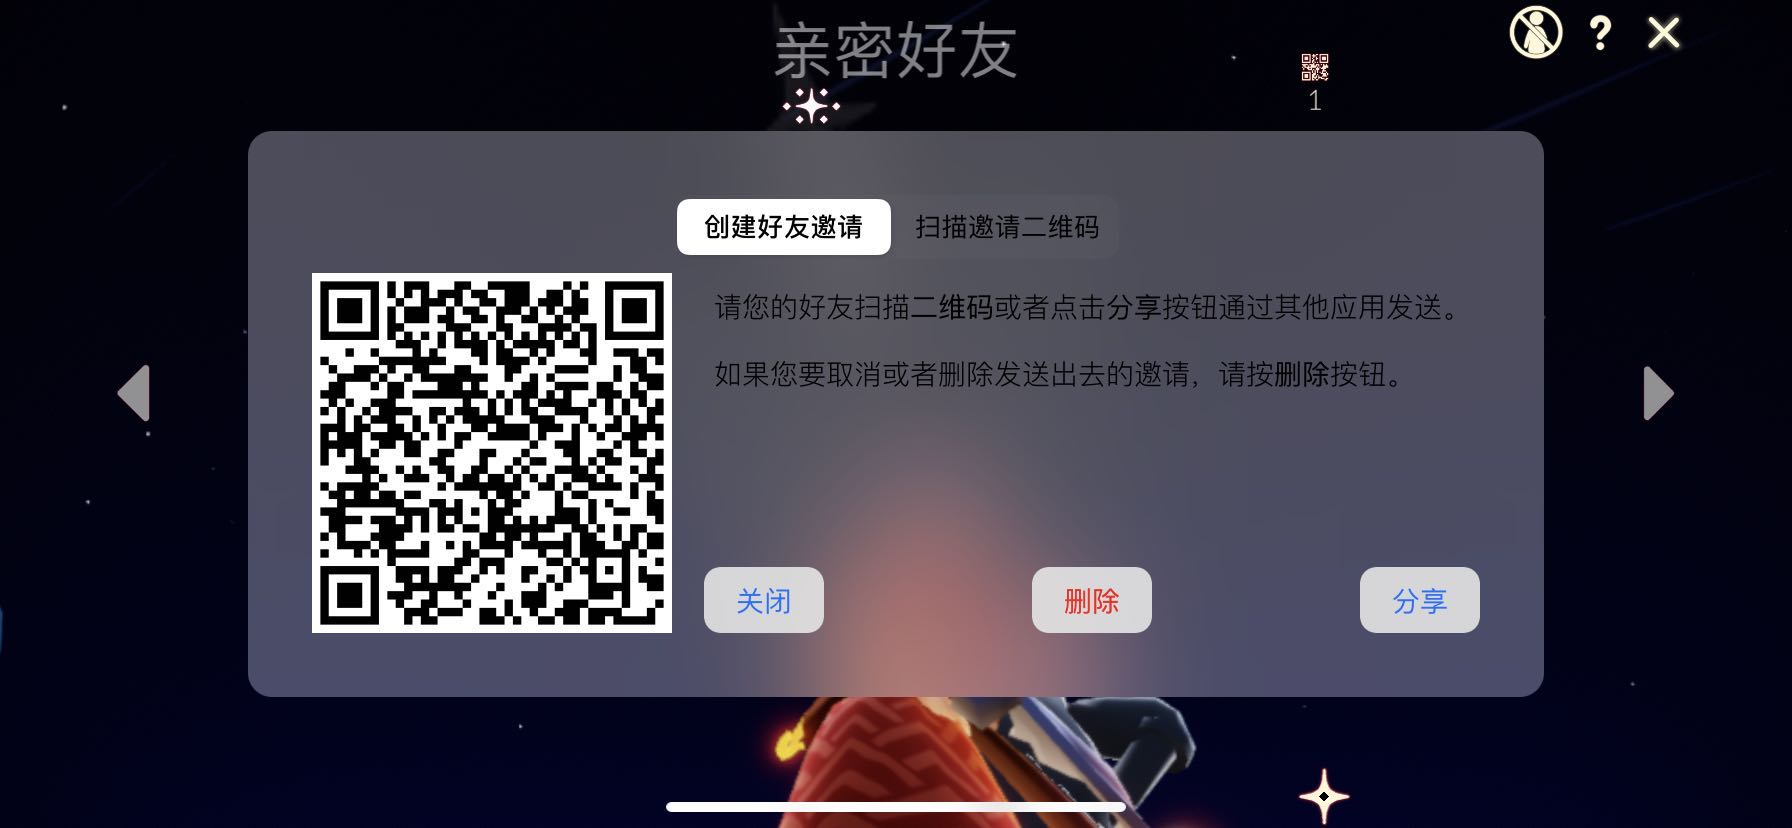 亲密好友
1
创建好友邀请
扫描邀请二维码
请您的好友扫描二维码或者点击分享按钮通过其他应用发送。
如果您要取消或者删除发送出去的邀请，请按删除按钮。
关闭
删除
分享